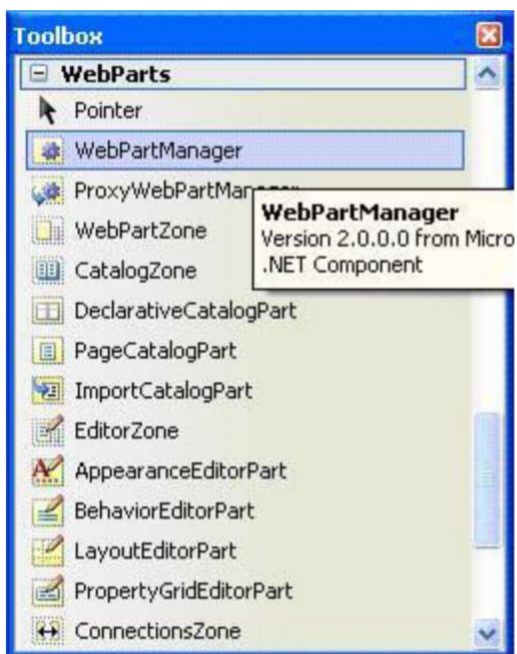 Toolbox
WebParts
Pointer
WebPartManager
ProxyWebPartManager
WebPartManager
Version 2.0.0.0 from Micro
.NET Component
WebPartZone
CatalogZone
DeclarativeCatalogPart
PageCatalogPart
ImportCatalogPart
EditorZone
AppearanceEditorPart
BehaviorEditorPart
LayoutEditorPart
PropertyGridEditorPart
ConnectionsZone